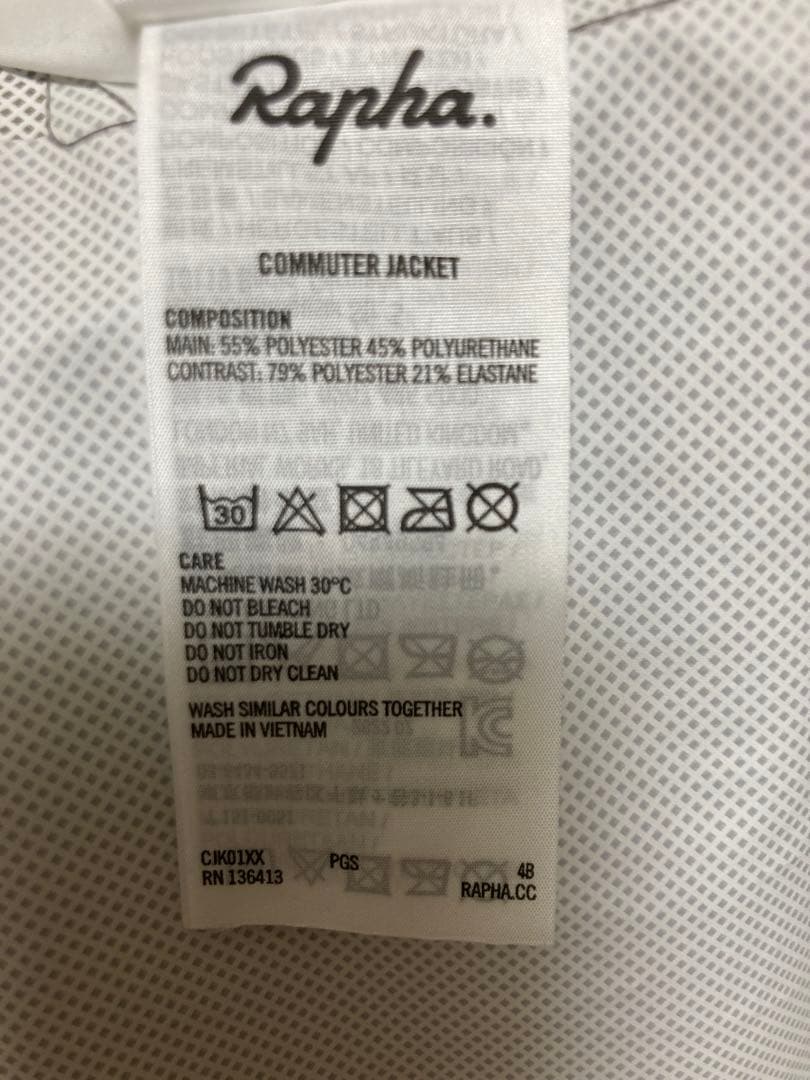 Rapha.
COMMUTER JACKET
COMPOSITION
MAIN: 55% POLYESTER 45% POLYURETHANE
CONTRAST: 79% POLYESTER 21% ELASTANE
30
CARE
MACHINE WASH 30°C
DO NOT BLEACH
DO NOT TUMBLE DRY
DO NOT IRON
DO NOT DRY CLEAN
WASH SIMILAR COLOURS TOGETHER
MADE IN VIETNAM
CJK01XX PGS 4B
RN 136413 RAPHA.CC